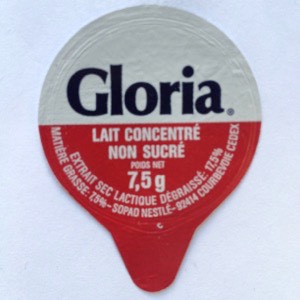 Gloria®
LAIT CONCENTRÉ
NON SUCRÉ
POIDS NET
7,5 g
EXTRAIT SEC LACTIQUE DÉGRAISSÉ: 17,5%
MATIÈRE GRASSE: 7,5% - SOPAD NESTLÉ - 92414 COURBEVOIE CEDEX